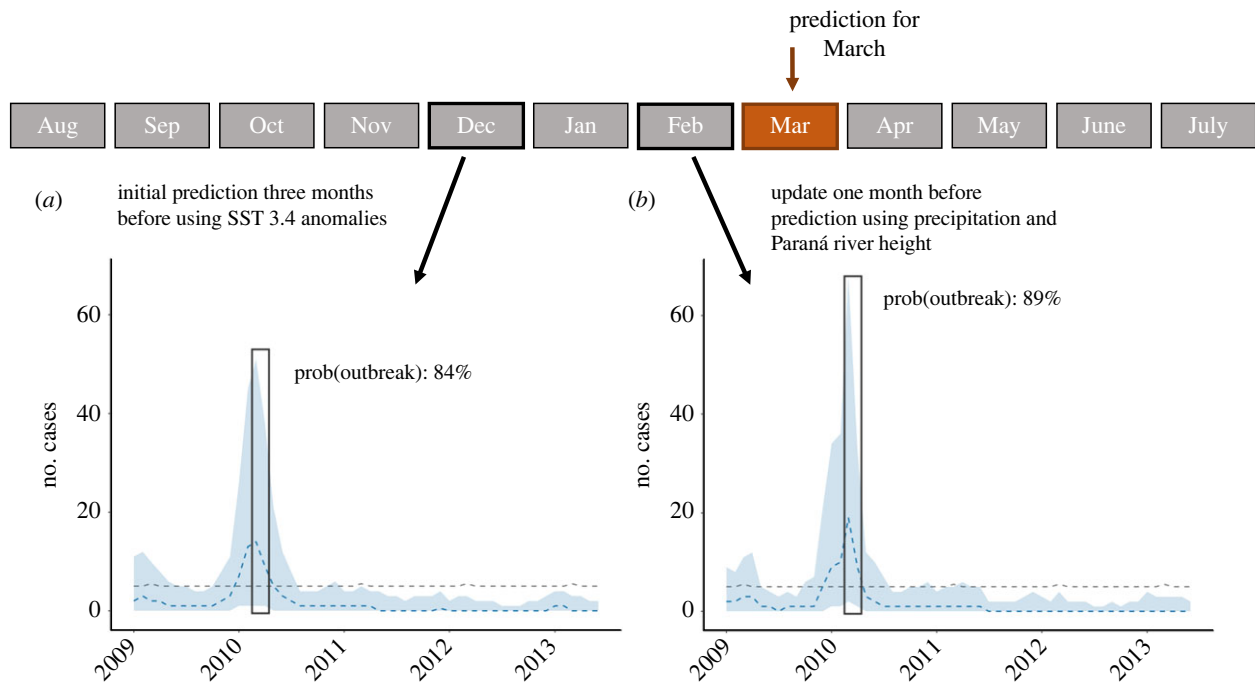 prediction for
March
Aug Sep Oct Nov Dec Jan Feb Mar Apr May June July
(a)
initial prediction three months
before using SST 3.4 anomalies
prob(outbreak): 84%
no. cases
60
40
20
0
2009 2010 2011 2012 2013
(b)
update one month before
prediction using precipitation and
Paraná river height
prob(outbreak): 89%
no. cases
60
40
20
0
2009 2010 2011 2012 2013